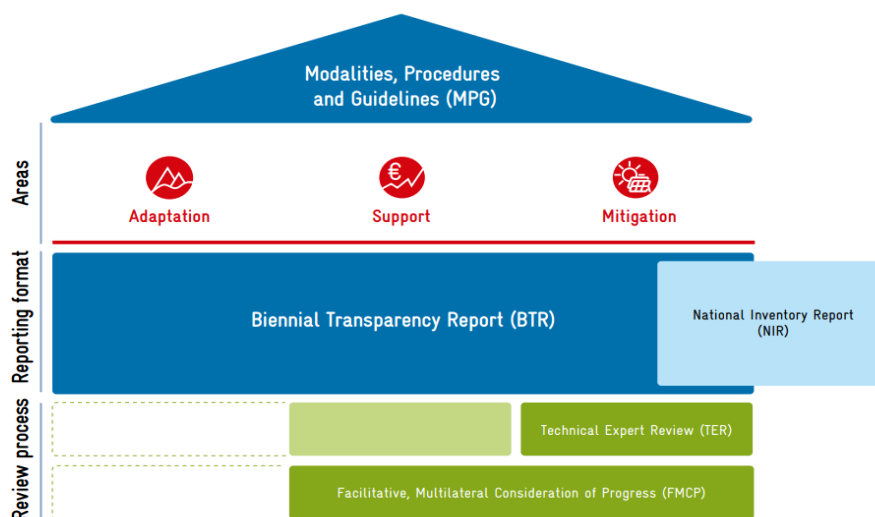 Modalities, Procedures
and Guidelines (MPG)
Areas
Adaptation
€
Support
Mitigation
Reporting format
Biennial Transparency Report (BTR)
National Inventory Report
(NIR)
Review process
Technical Expert Review (TER)
Facilitative, Multilateral Consideration of Progress (FMCP)